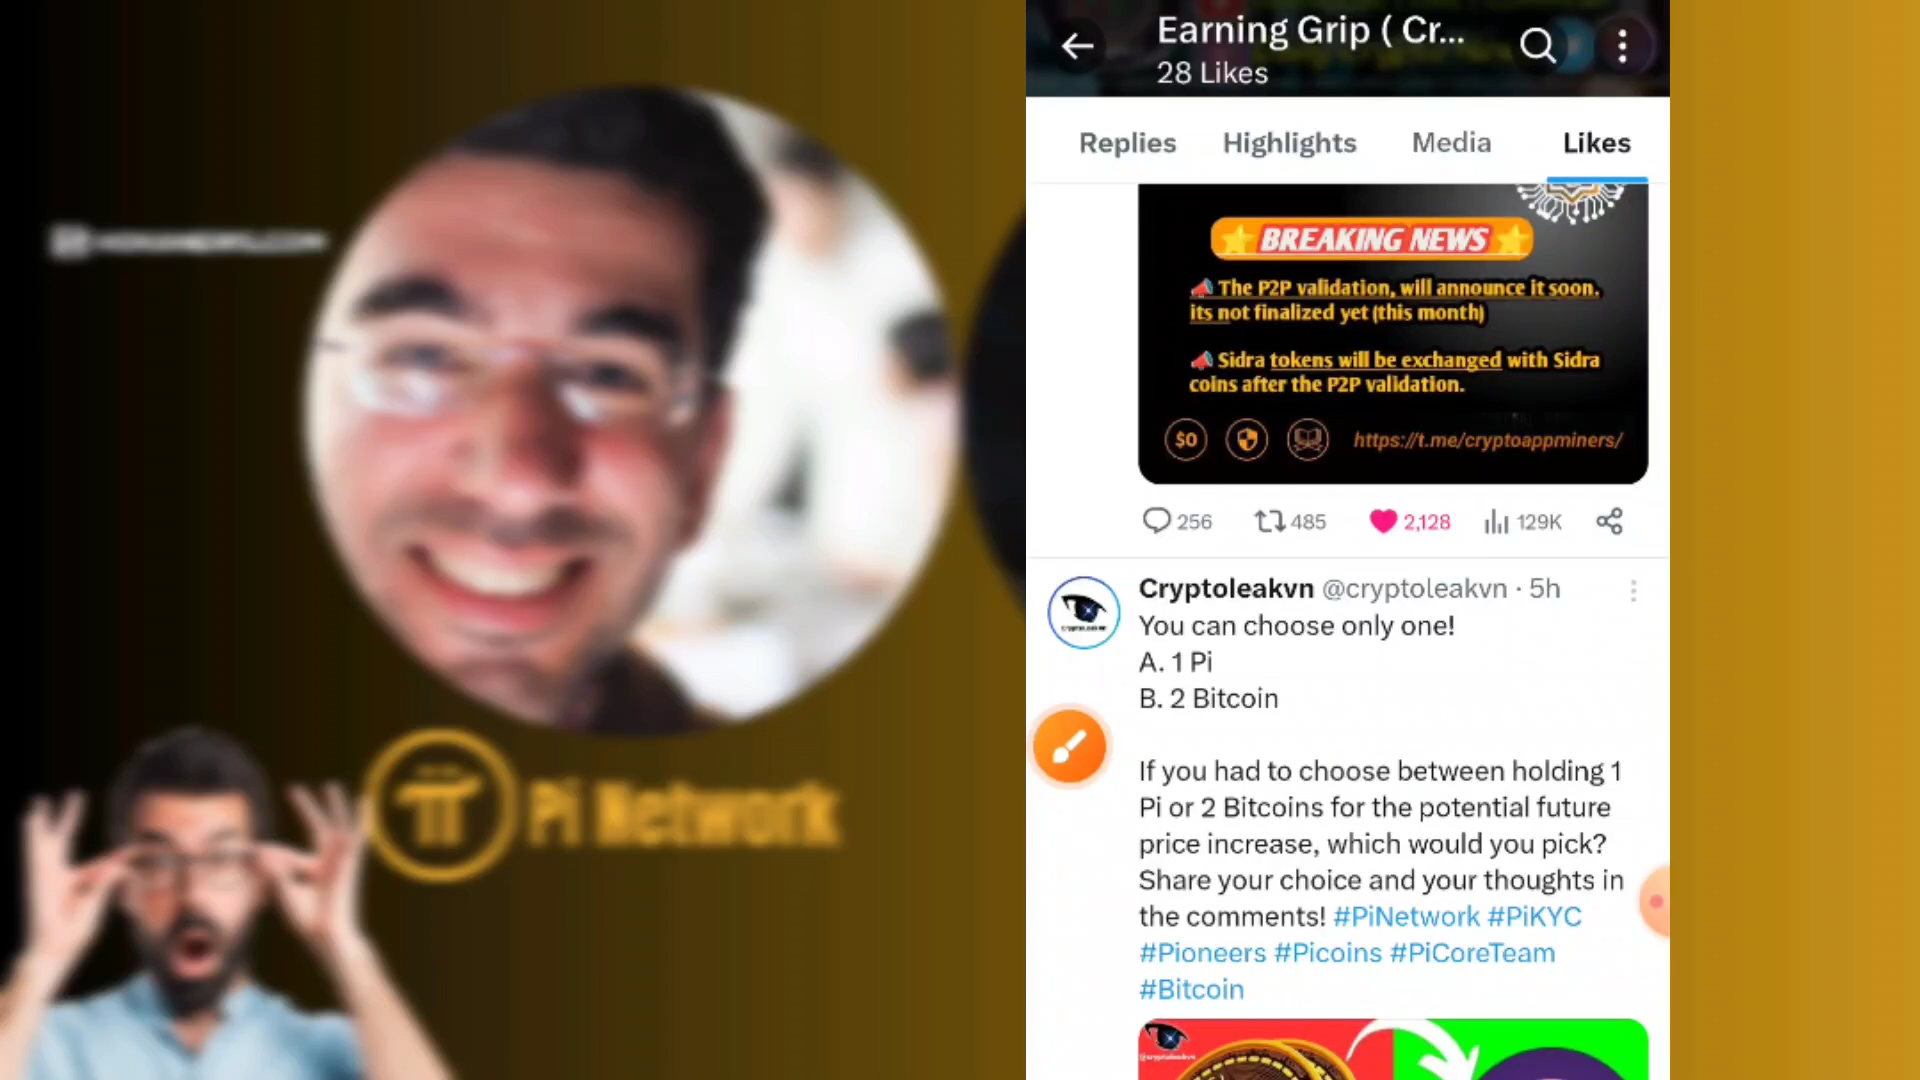 Pi Network
Earning Grip ( Cr...
28 Likes
Replies Highlights Media Likes
BREAKING NEWS
The P2P validation, will announce it soon.
its not finalized yet (this month)
Sidra tokens will be exchanged with Sidra
coins after the P2P validation.
$0
https://t.me/cryptoappminers/
256 485 2,128 129K
Cryptoleakvn @cryptoleakvn · 5h
You can choose only one!
A. 1 Pi
B. 2 Bitcoin
If you had to choose between holding 1
Pi or 2 Bitcoins for the potential future
price increase, which would you pick?
Share your choice and your thoughts in
the comments! #PiNetwork #PiKYC
#Pioneers #Picoins #PiCoreTeam
#Bitcoin
@cryptoleakvn